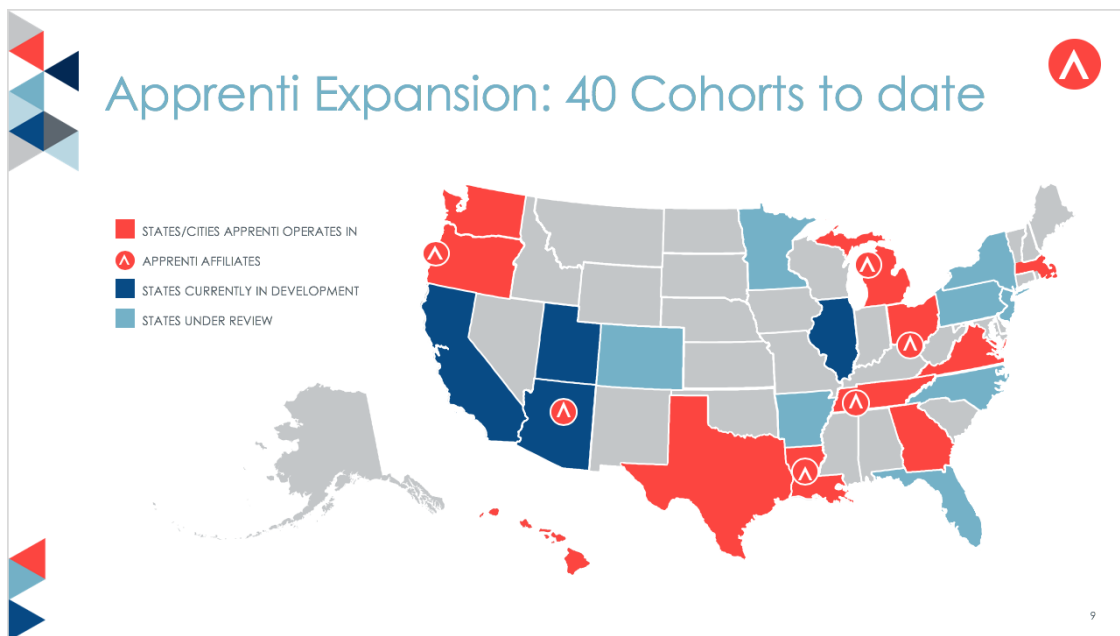 Apprenti Expansion: 40 Cohorts to date
STATES/CITIES APPRENTI OPERATES IN
APPRENTI AFFILIATES
STATES CURRENTLY IN DEVELOPMENT
STATES UNDER REVIEW
9